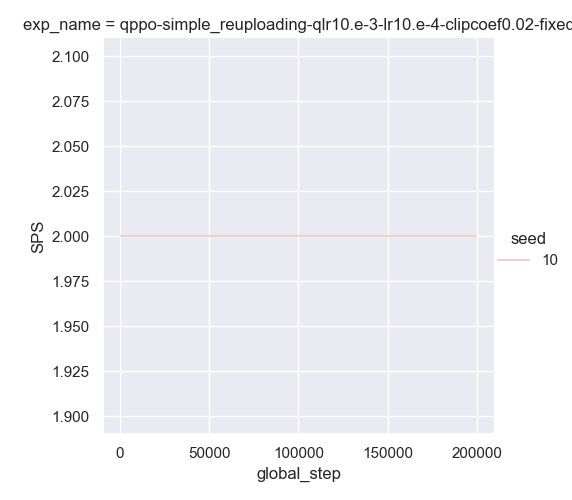 exp_name = qppo-simple_reuploading-qlr10.e-3-lr10.e-4-clipcoef0.02-fixed
2.100
2.075
2.050
2.025
2.000
1.975
1.950
1.925
1.900
SPS
0 50000 100000 150000 200000
global_step
seed
10